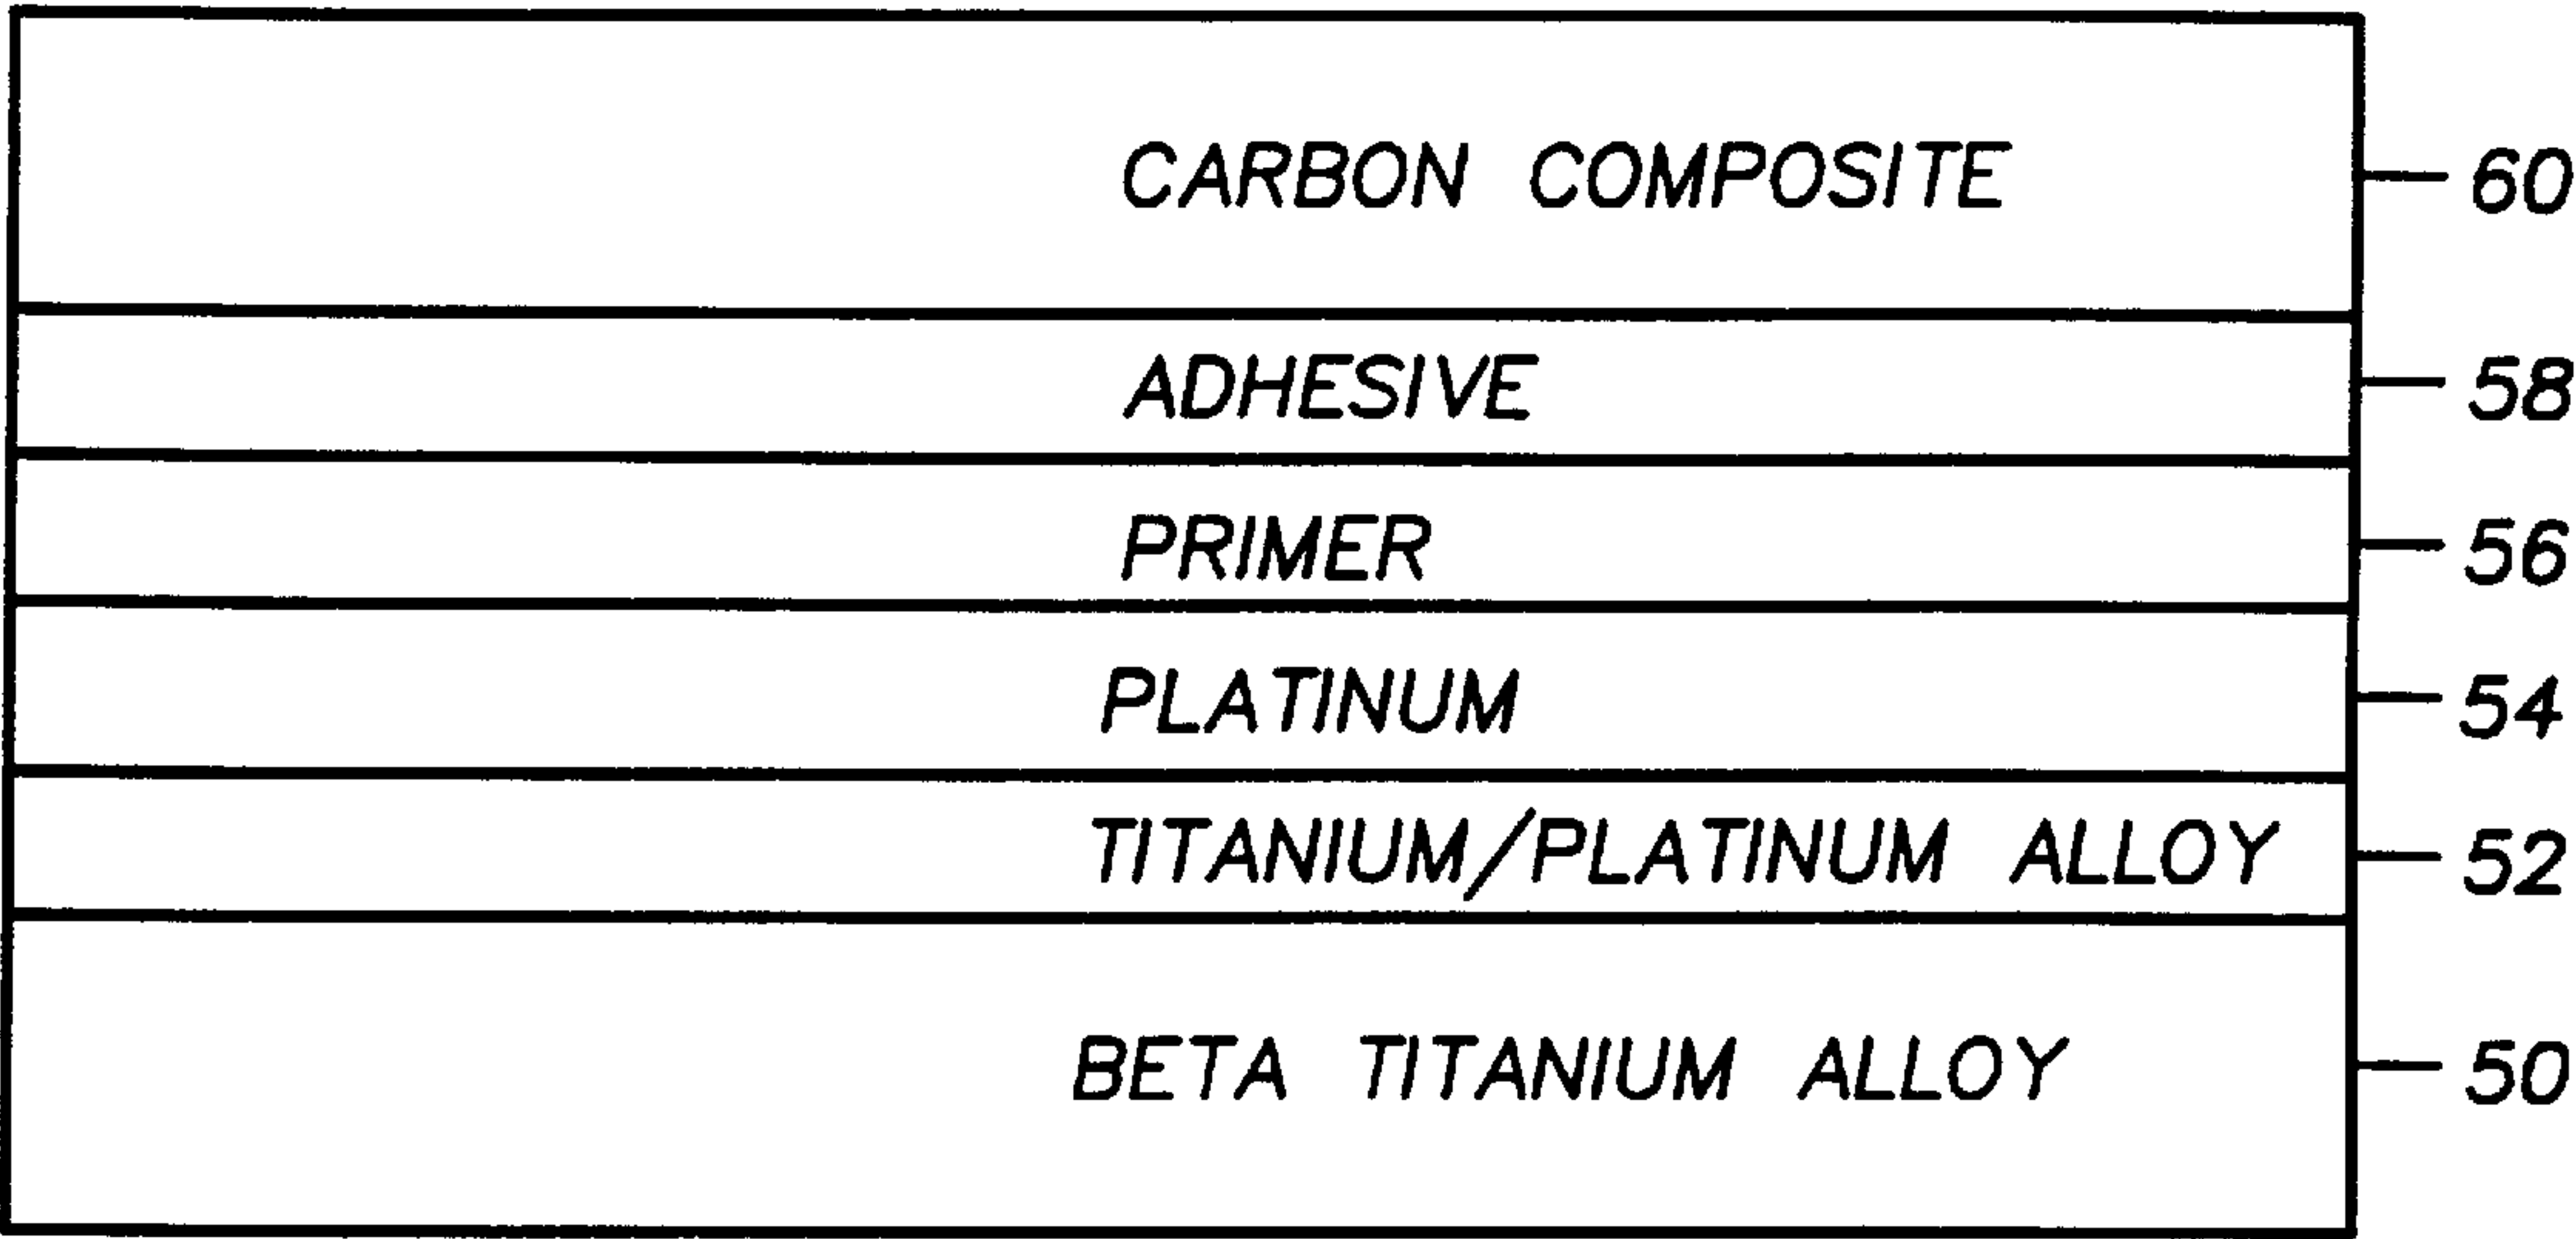 CARBON COMPOSITE 60
ADHESIVE 58
PRIMER 56
PLATINUM 54
TITANIUM/PLATINUM ALLOY 52
BETA TITANIUM ALLOY 50